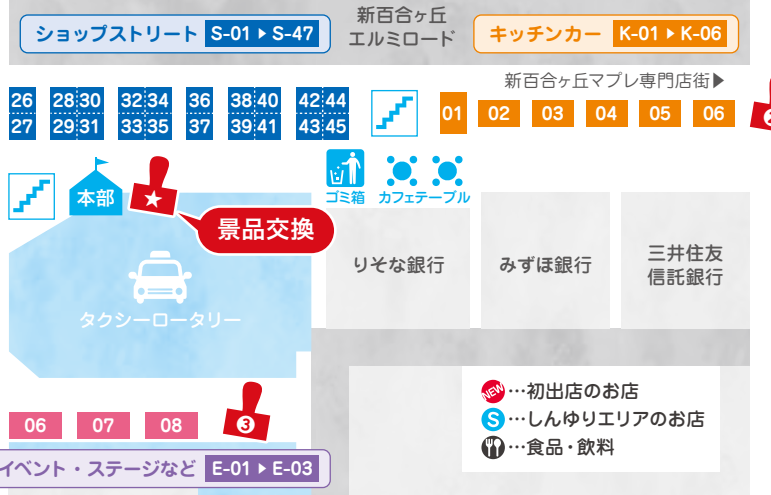 ショップストリート S-01 ▶ S-47
新百合ヶ丘
エルミロード
キッチンカー K-01 ▶ K-06
新百合ヶ丘マプレ専門店街▶
26 28 30 32 34 36 38 40 42 44
27 29 31 33 35 37 39 41 43 45
01 02 03 04 05 06
2
本部
★
景品交換
ゴミ箱
カフェテーブル
タクシーロータリー
りそな銀行
みずほ銀行
三井住友
信託銀行
NEW…初出店のお店
S…しんゆりエリアのお店
…食品・飲料
06 07 08
3
イベント・ステージなど E-01 ▶ E-03